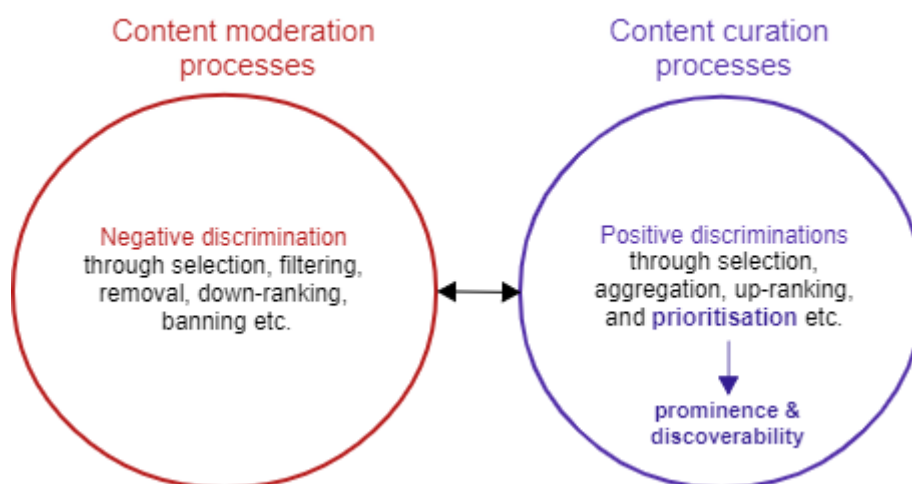 Content moderation
processes
Content curation
processes
Negative discrimination
through selection, filtering,
removal, down-ranking,
banning etc.
Positive discriminations
through selection,
aggregation, up-ranking,
and prioritisation etc.
prominence &
discoverability